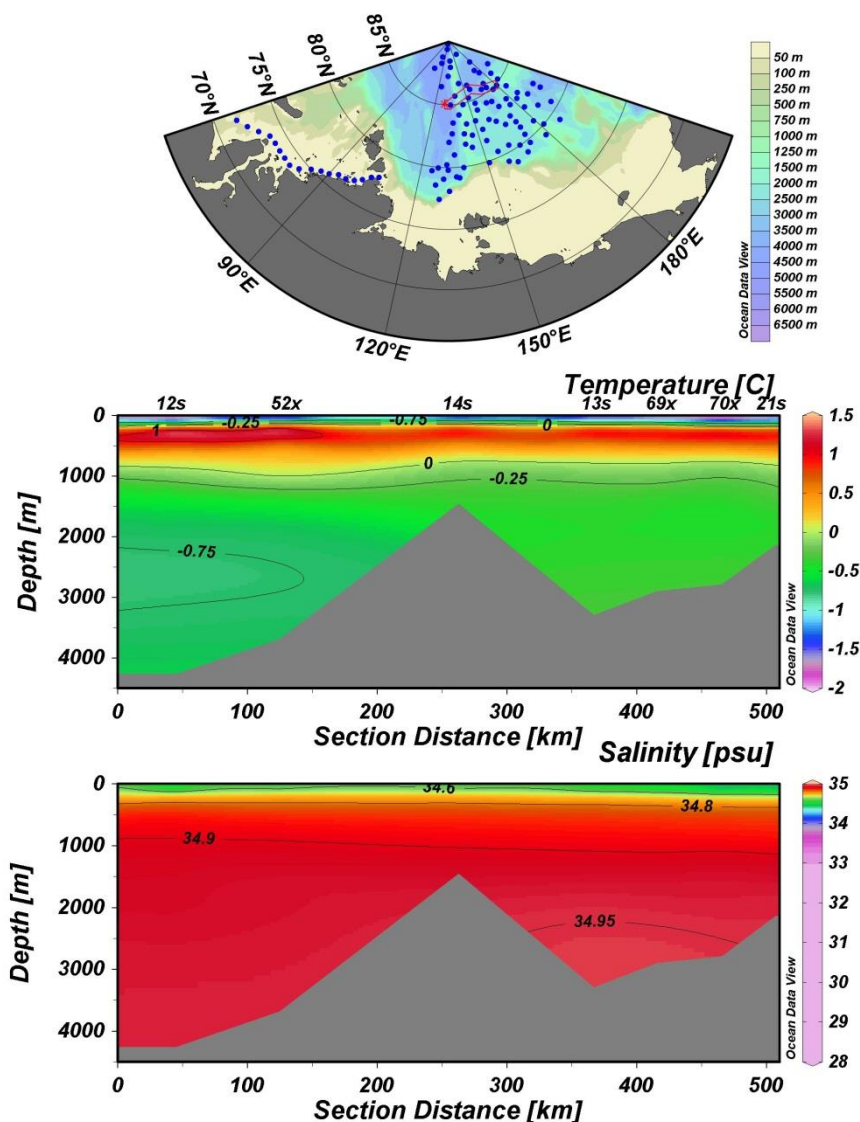 85°N
80°N
75°N
70°N
90°E
120°E
150°E
180°E
50 m
100 m
250 m
500 m
750 m
1000 m
1250 m
1500 m
2000 m
2500 m
3000 m
3500 m
4000 m
4500 m
5000 m
5500 m
6000 m
6500 m
Ocean Data View
Temperature [C]
12s 52x 14s 13s 69x 70x 21s
1
-0.25
-0.75
0
0
-0.25
-0.75
0
1000
2000
3000
4000
Depth [m]
0 100 200 300 400 500
Section Distance [km]
1.5
1
0.5
0
-0.5
-1
-1.5
-2
Ocean Data View
Salinity [psu]
34.6
34.8
34.9
34.95
0
1000
2000
3000
4000
Depth [m]
0 100 200 300 400 500
Section Distance [km]
35
34
33
32
31
30
29
28
Ocean Data View